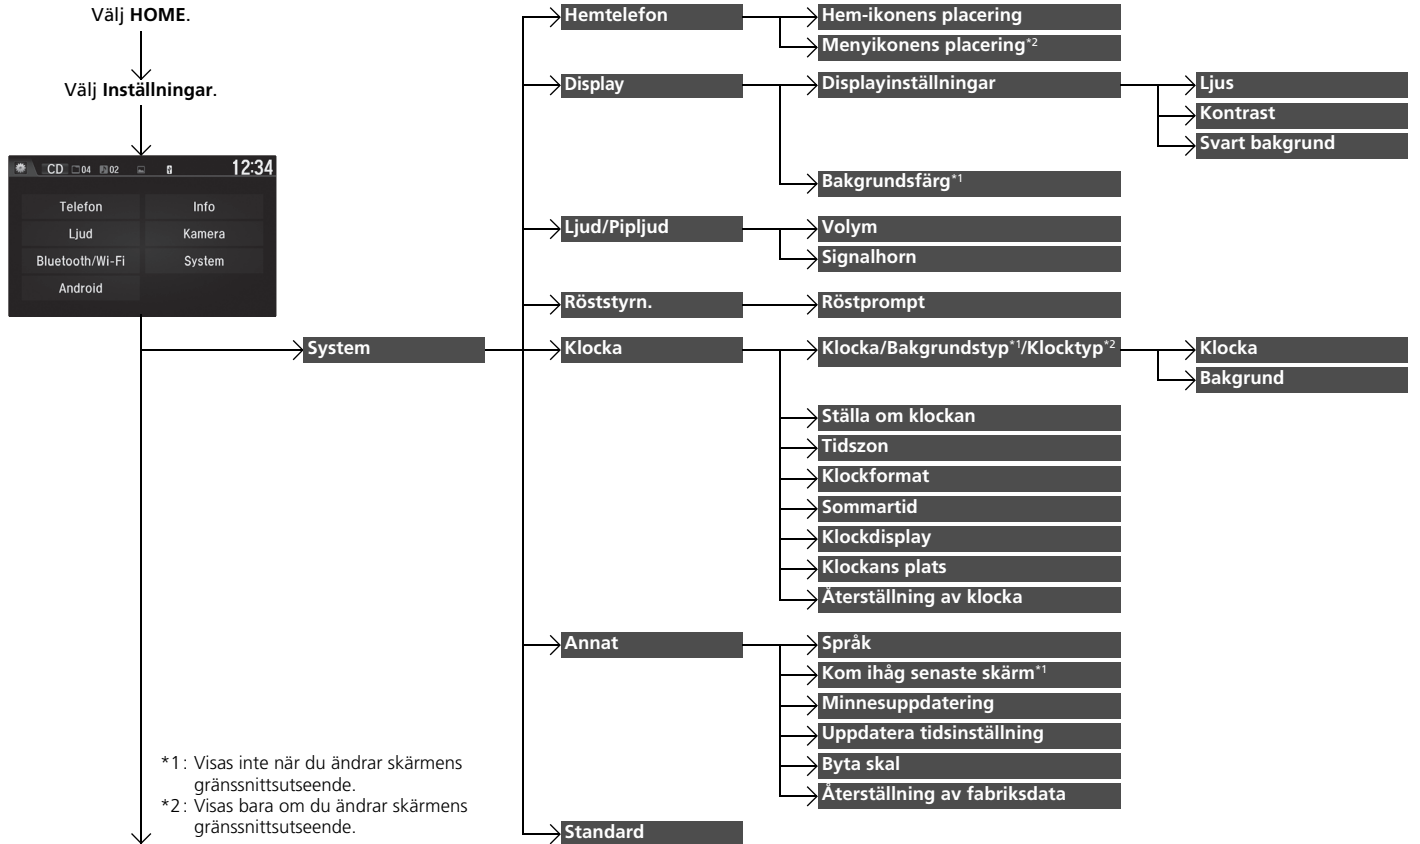 Välj HOME.
Välj Inställningar.
CD 04 02 12:34
Telefon Info
Ljud Kamera
Bluetooth/Wi-Fi System
Android
System
Hemtelefon
Hem-ikonens placering
Menyikonens placering*2
Display
Displayinställningar
Ljus
Kontrast
Svart bakgrund
Bakgrundsfärg*1
Ljud/Pipljud
Volym
Signalhorn
Röststyrn.
Röstprompt
Klocka
Klocka/Bakgrundstyp*1/Klocktyp*2
Klocka
Bakgrund
Ställa om klockan
Tidszon
Klockformat
Sommartid
Klockdisplay
Klockans plats
Återställning av klocka
Annat
Språk
Kom ihåg senaste skärm*1
Minnesuppdatering
Uppdatera tidsinställning
Byta skal
Återställning av fabriksdata
Standard
*1: Visas inte när du ändrar skärmens
gränssnittsutseende.
*2: Visas bara om du ändrar skärmens
gränssnittsutseende.